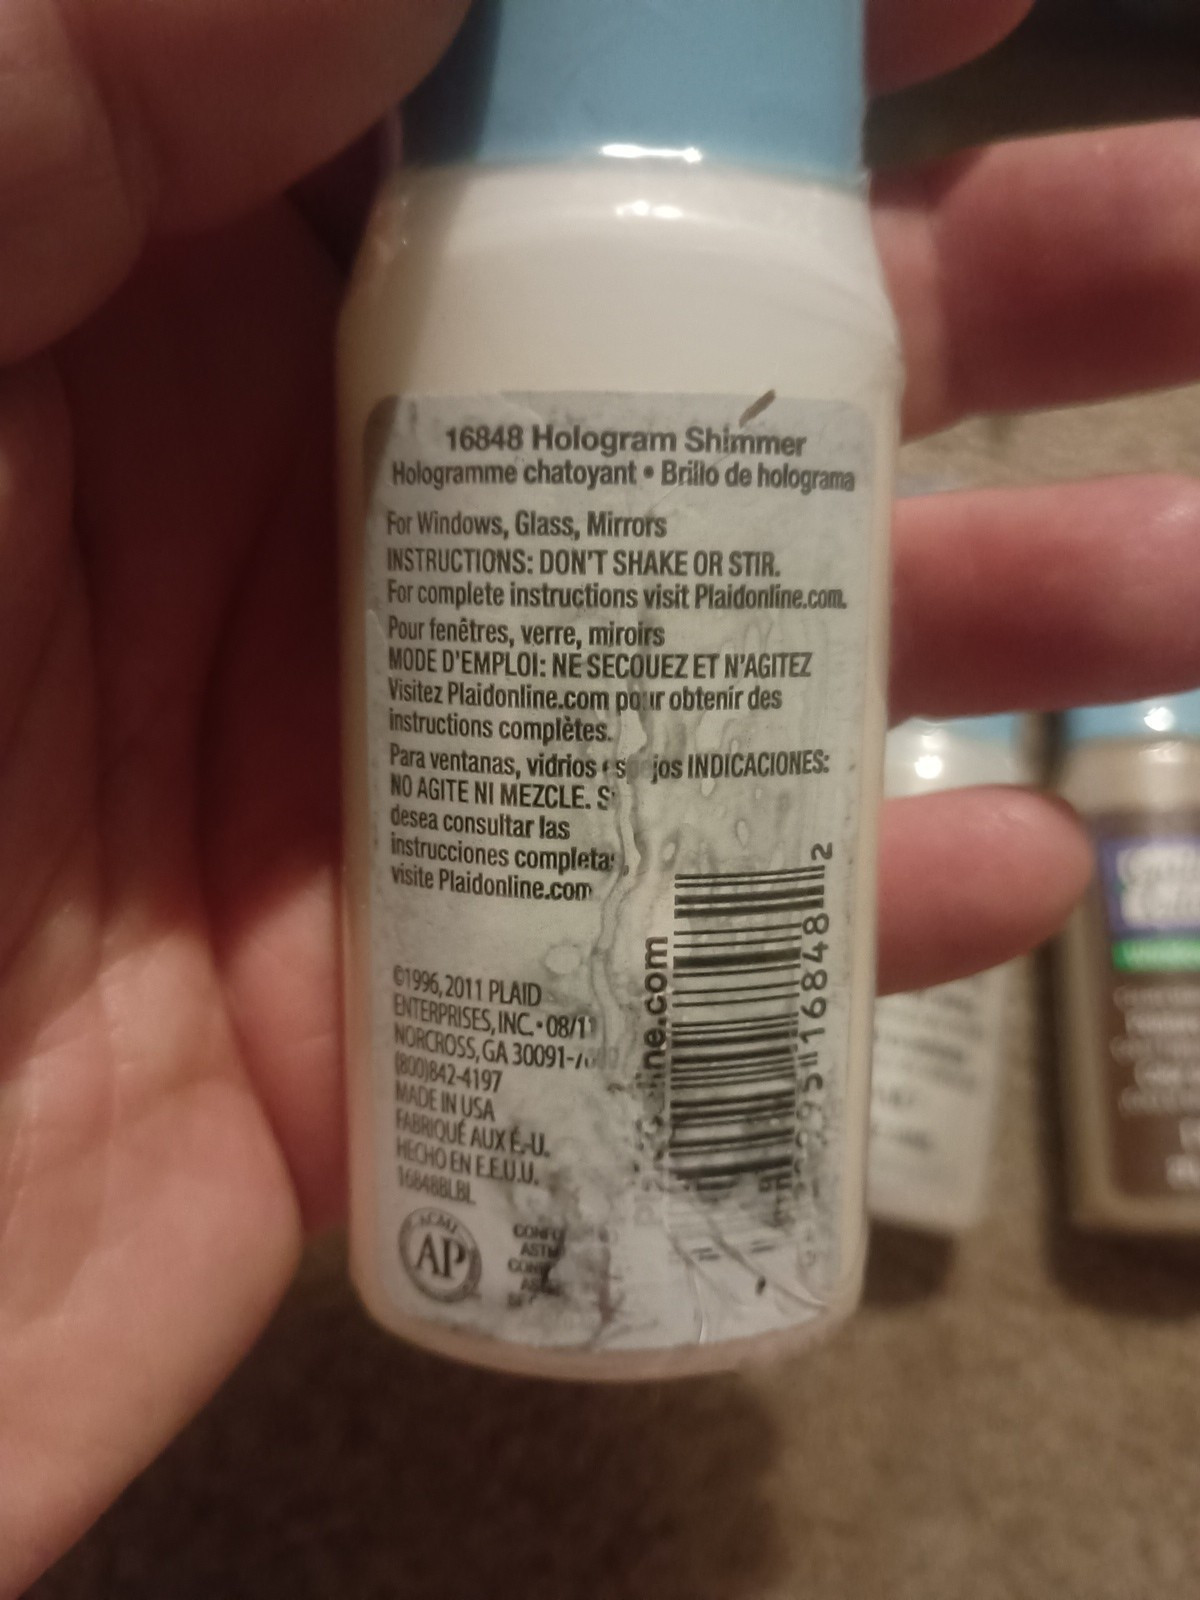 16848 Hologram Shimmer
Hologramme chatoyant • Brillo de holograma
For Windows, Glass, Mirrors
INSTRUCTIONS: DON'T SHAKE OR STIR.
For complete instructions visit Plaidonline.com.
Pour fenêtres, verre, miroirs
MODE D'EMPLOI: NE SECOUEZ ET N'AGITEZ
Visitez Plaidonline.com pour obtenir des
instructions complètes.
Para ventanas, vidrios INDICACIONES:
NO AGITE NI MEZCLE.
desea consultar las
instrucciones
visite Plaidonline.com
©1996, 2011 PLAID
ENTERPRISES, INC. • 08/11
NORCROSS, GA
(800)842-4197
MADE IN USA
FABRIQUÉ AUX É.-U.
HECHO EN E.E.U.U.
16848BLBL
ACMI
AP
16848 2